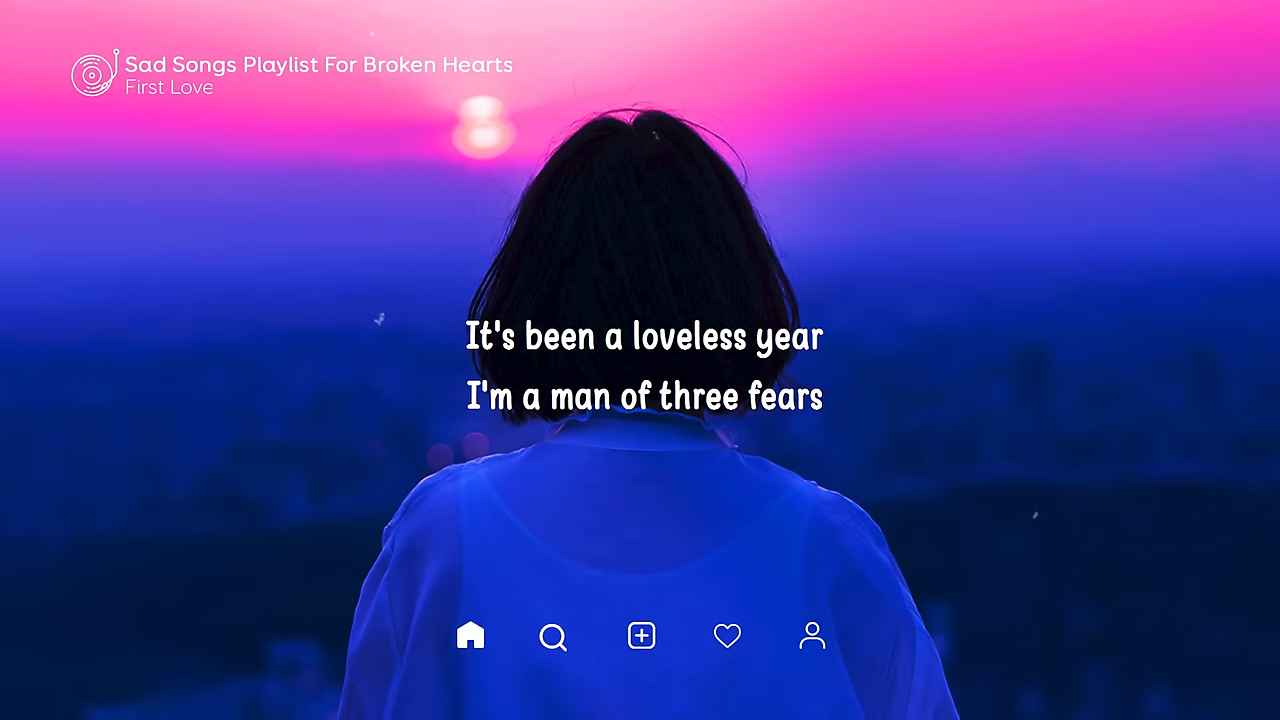 Sad Songs Playlist For Broken Hearts
First Love
It's been a loveless year
I'm a man of three fears